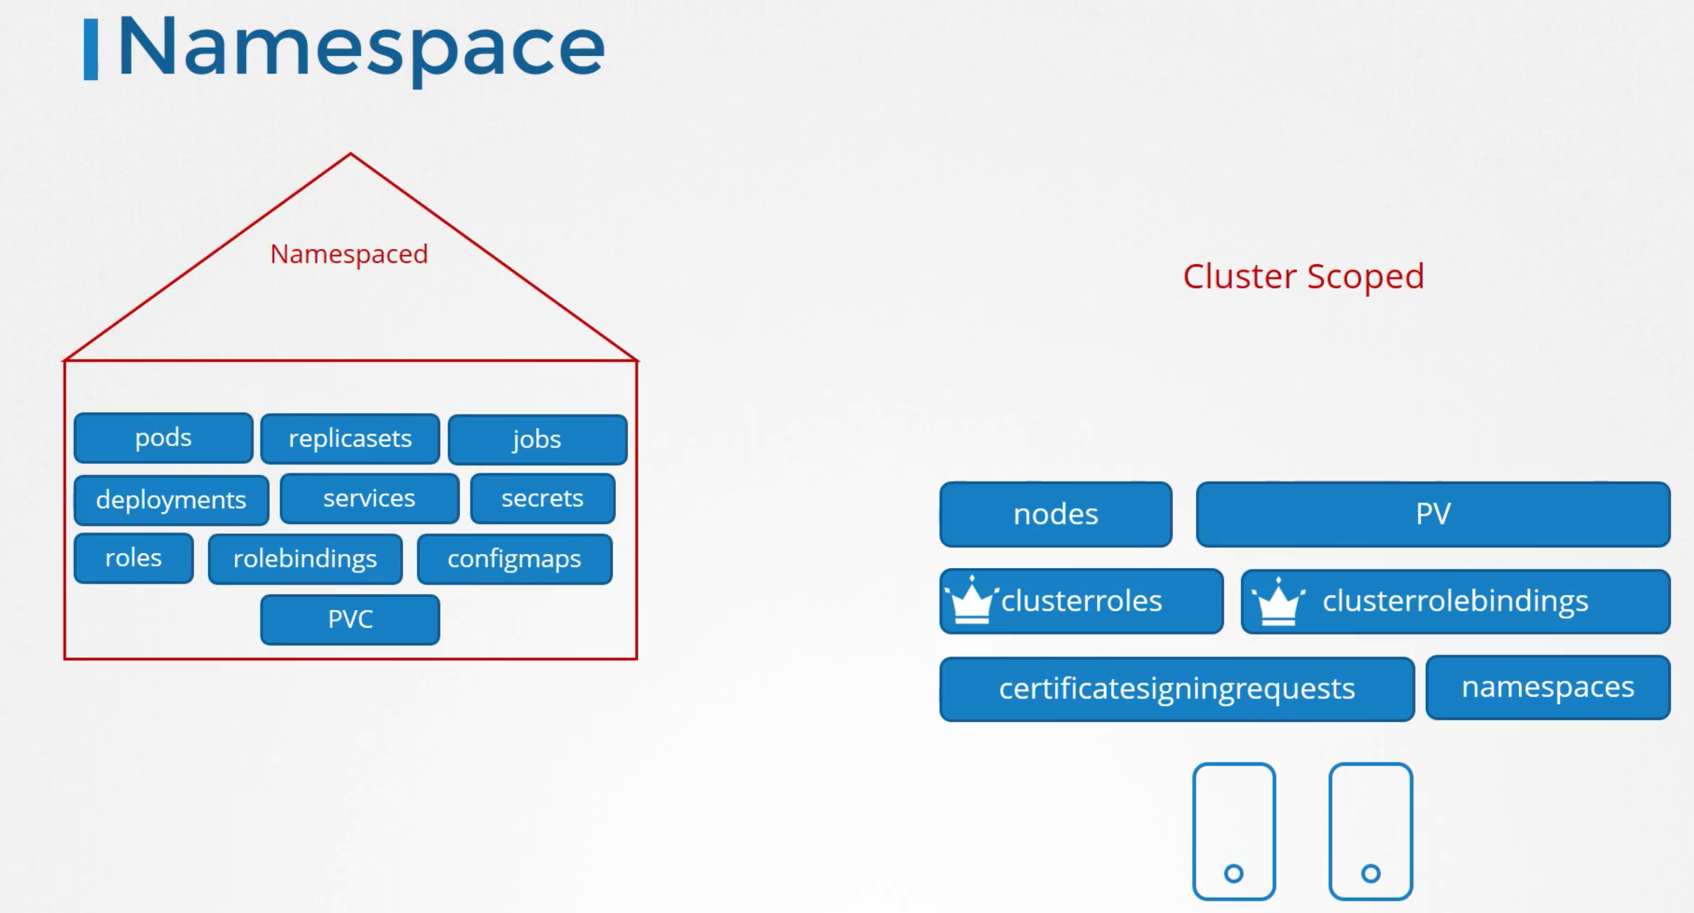 Namespace
Namespaced
pods replicasets jobs
deployments services secrets
roles rolebindings configmaps
PVC
Cluster Scoped
nodes PV
clusterroles clusterrolebindings
certificatesigningrequests namespaces